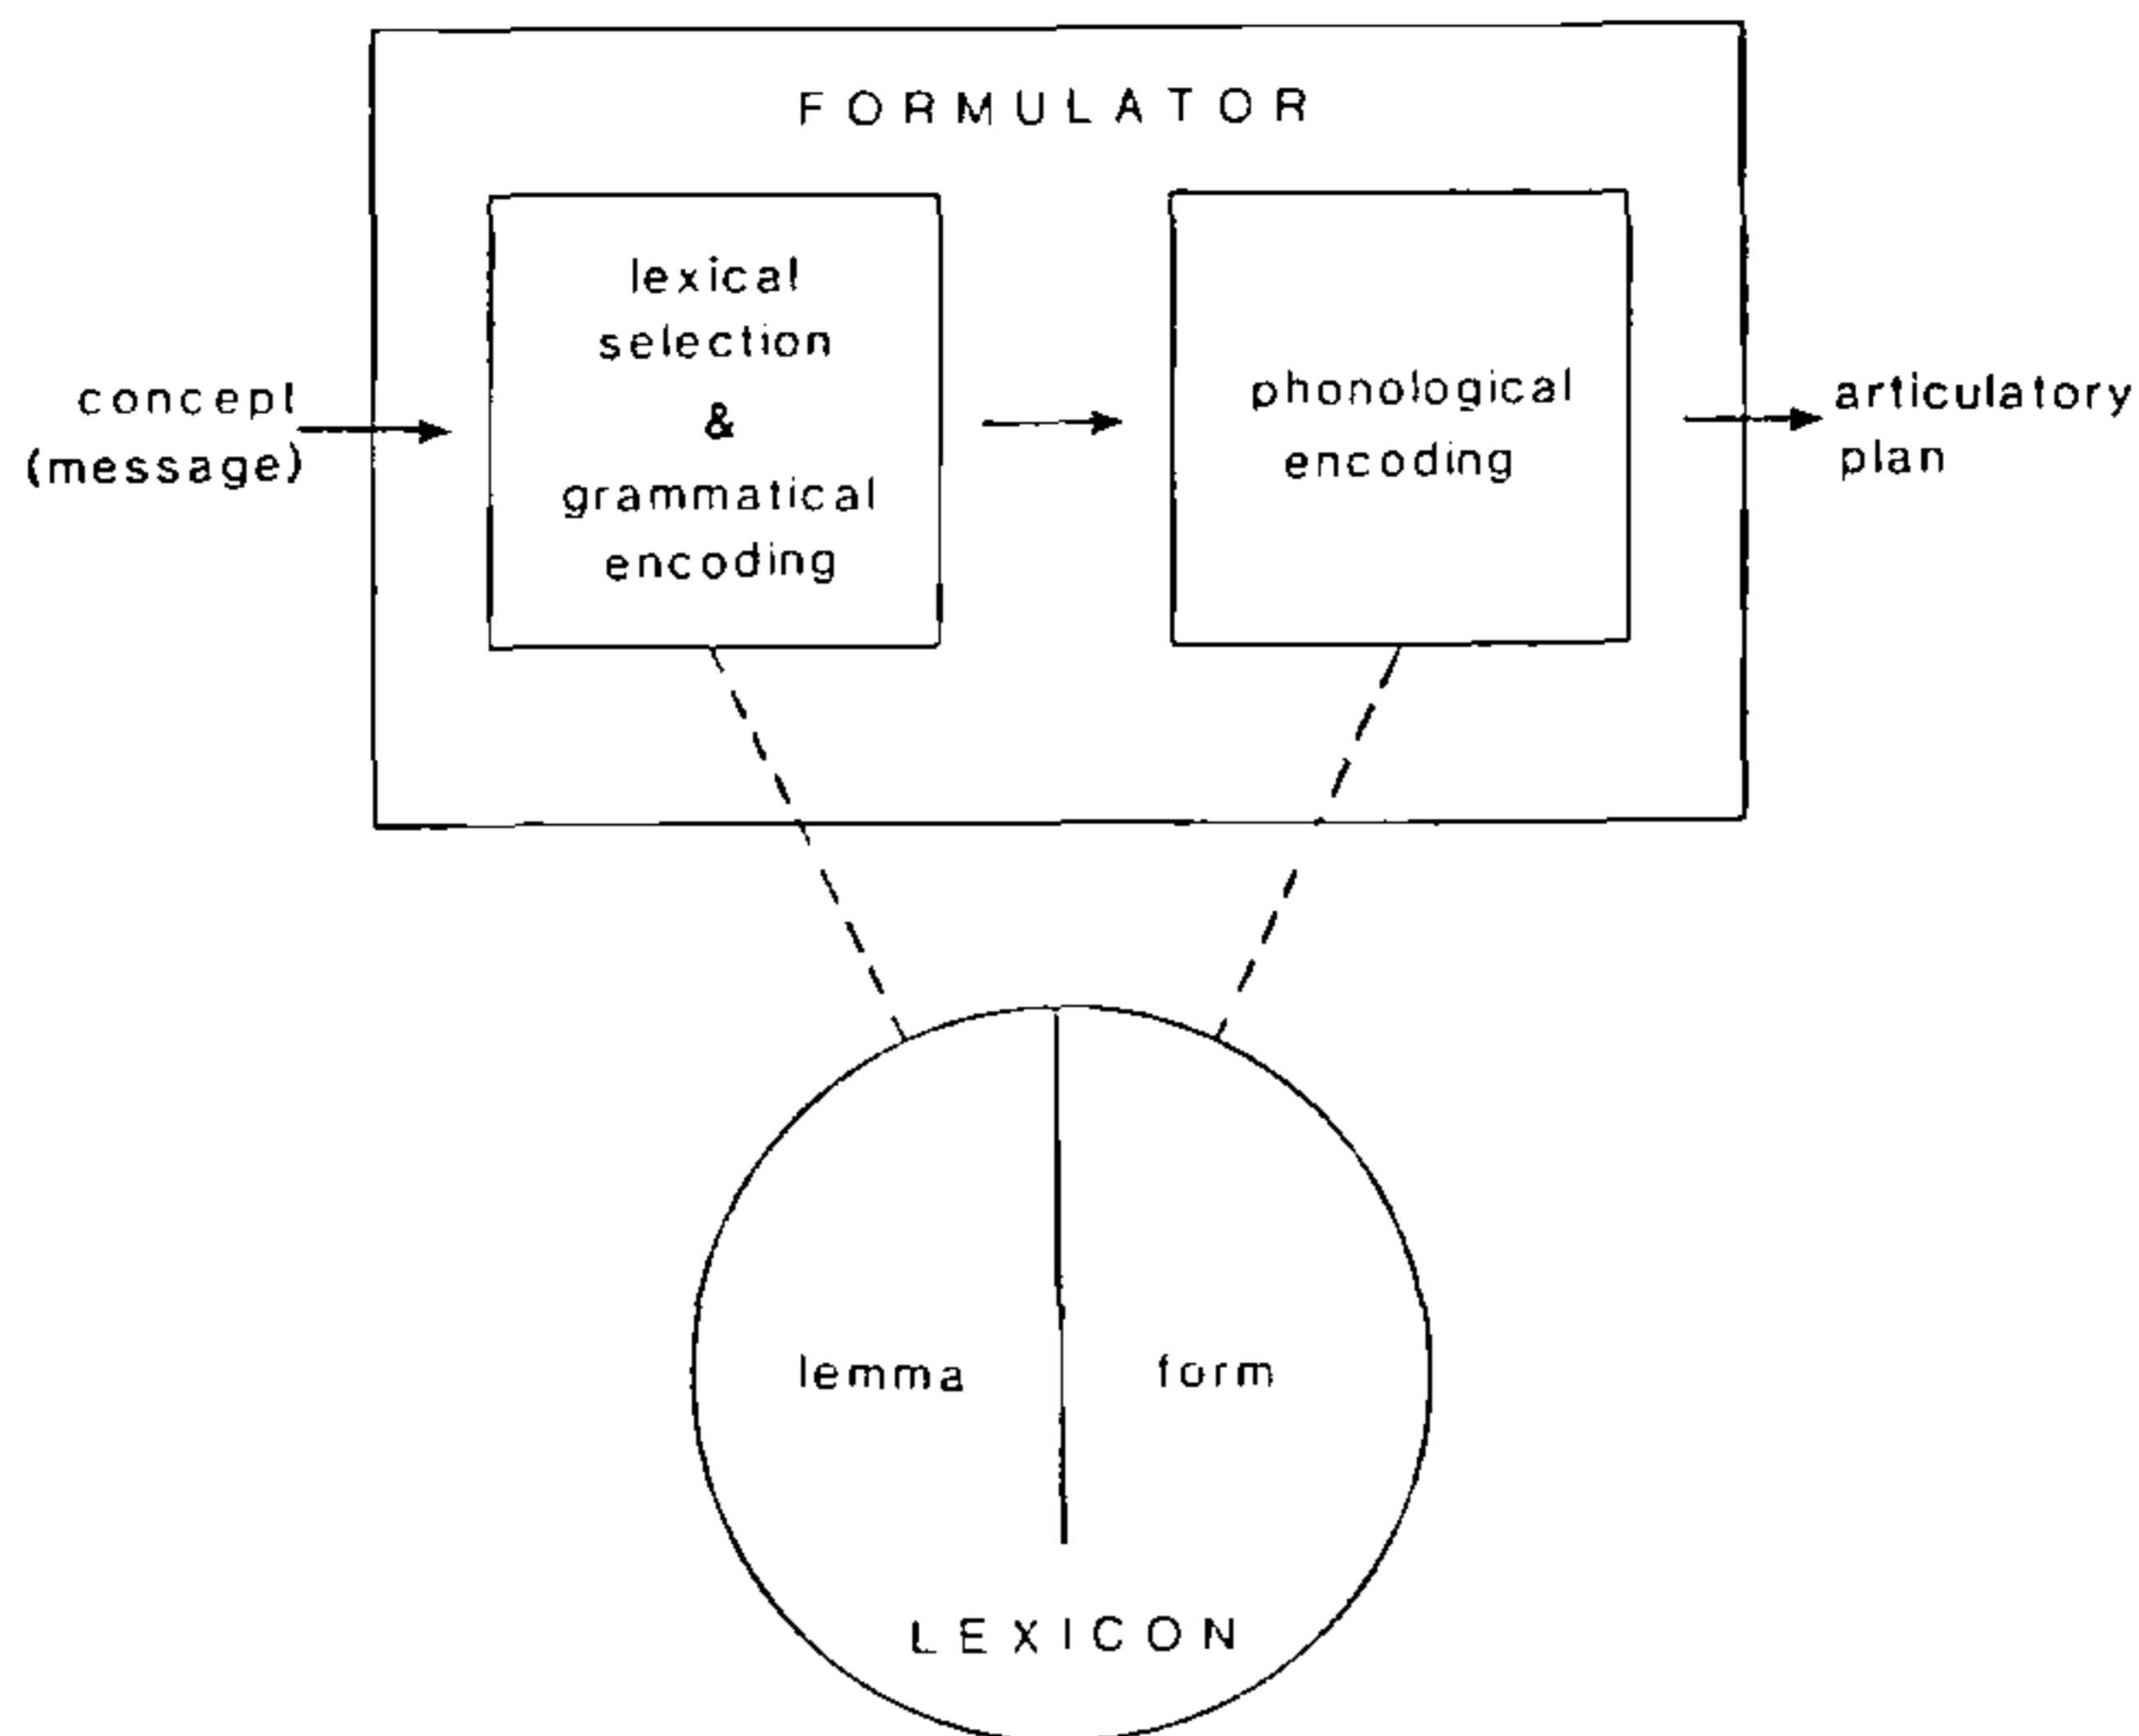 FORMULATOR
concept
(message)
lexical
selection
&
grammatical
encoding
phonological
encoding
articulatory
plan
lemma
form
LEXICON